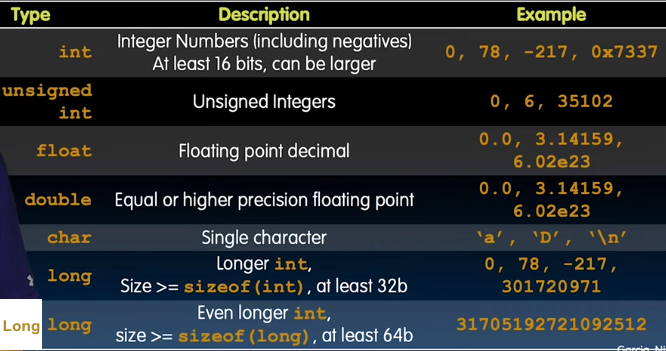 Type Description Example
int Integer Numbers (including negatives) At least 16 bits, can be larger 0, 78, -217, 0x7337
unsigned int Unsigned Integers 0, 6, 35102
float Floating point decimal 0.0, 3.14159, 6.02e23
double Equal or higher precision floating point 0.0, 3.14159, 6.02e23
char Single character ‘a’, ‘D’, ‘\n’
long Longer int, Size >= sizeof(int), at least 32b 0, 78, -217, 301720971
Long long Even longer int, size >= sizeof(long), at least 64b 31705192721092512